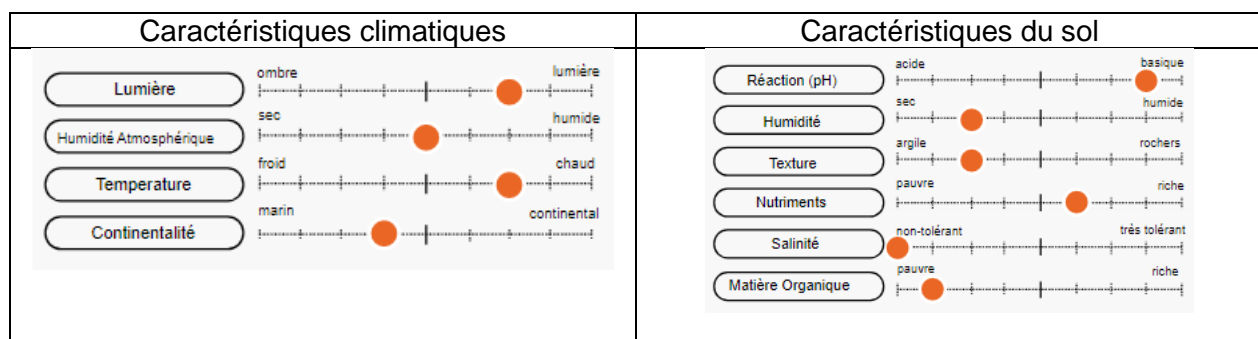 Caractéristiques climatiques
Caractéristiques du sol
Lumière
ombre
lumière
Humidité Atmosphérique
sec
humide
Temperature
froid
chaud
Continentalité
marin
continental
Réaction (pH)
acide
basique
Humidité
sec
humide
Texture
argile
rochers
Nutriments
pauvre
riche
Salinité
non-tolérant
très tolérant
Matière Organique
pauvre
riche